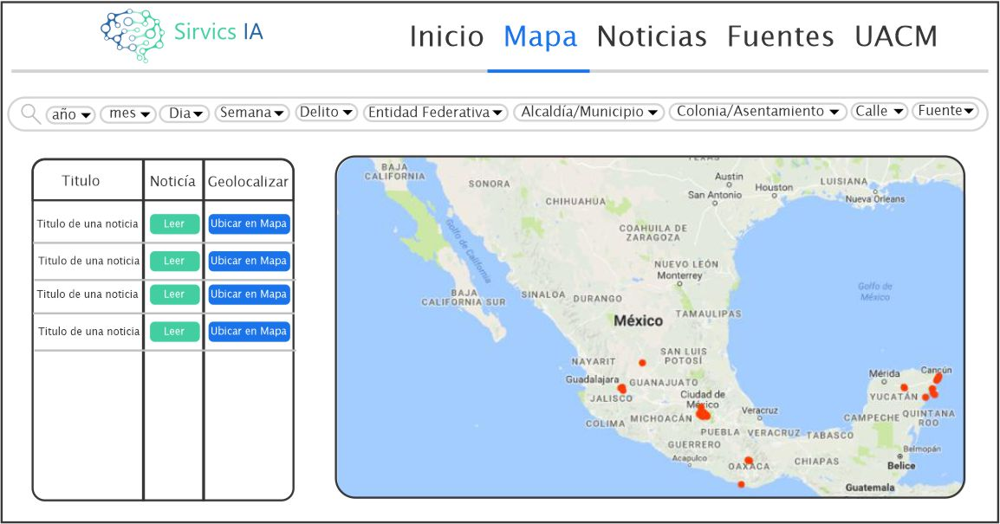 Sirvics IA
Inicio Mapa Noticias Fuentes UACM
año mes Dia Semana Delito Entidad Federativa Alcaldía/Municipio Colonia/Asentamiento Calle Fuente
Titulo Noticía Geolocalizar
Titulo de una noticia Leer Ubicar en Mapa
Titulo de una noticia Leer Ubicar en Mapa
Titulo de una noticia Leer Ubicar en Mapa
Titulo de una noticia Leer Ubicar en Mapa
TEXAS
BAJA
CALIFORNIA
SONORA
CHIHUAHUA
Austin
San Antonio
Houston
LUISIANA
Nueva Orleans
COAHUILA DE
ZARAGOZA
Golfo de California
NUEVO LEÓN
Monterrey
BAJA
CALIFORNIA SUR
SINALOA
DURANGO
Golfo de
México
México
TAMAULIPAS
SAN LUIS
POTOSÍ
NAYARIT
Guadalajara
GUANAJUATO
JALISCO
Ciudad de
México
Mérida
Cancún
YUCATÁN
COLIMA
MICHOACÁN
Veracruz
CAMPECHE
QUINTANA
ROO
PUEBLA
VERACRUZ
TABASCO
GUERRERO
Acapulco
OAXACA
CHIAPAS
Belmopán
Belice
Guatemala